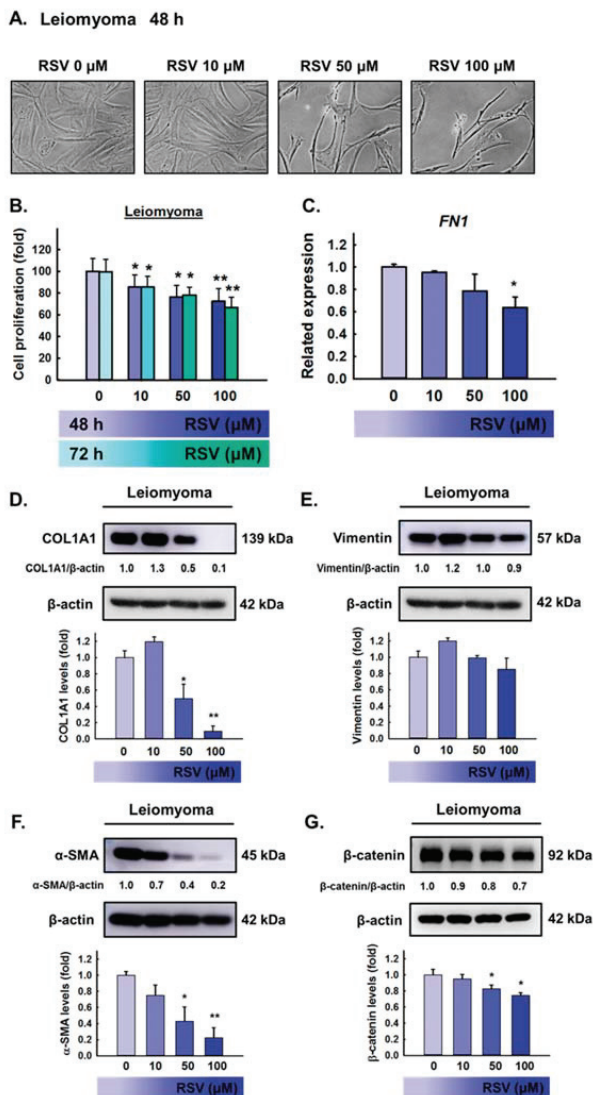 A. Leiomyoma 48 h
RSV 0 µM RSV 10 µM RSV 50 µM RSV 100 µM
B.
Leiomyoma
Cell proliferation (fold)
120
100
80
60
40
20
0
* * * * ** **
0 10 50 100
48 h RSV (µM)
72 h RSV (µM)
C.
FN1
Related expression
1.2
1.0
0.8
0.6
0.4
0.2
0.0
*
0 10 50 100
RSV (µM)
D.
Leiomyoma
COL1A1 139 kDa
COL1A1/β-actin 1.0 1.3 0.5 0.1
β-actin 42 kDa
COL1A1 levels (fold)
1.2
1.0
0.8
0.6
0.4
0.2
0.0
* **
0 10 50 100
RSV (µM)
E.
Leiomyoma
Vimentin 57 kDa
Vimentin/β-actin 1.0 1.2 1.0 0.9
β-actin 42 kDa
Vimentin levels (fold)
1.2
1.0
0.8
0.6
0.4
0.2
0.0
0 10 50 100
RSV (µM)
F.
Leiomyoma
α-SMA 45 kDa
α-SMA/β-actin 1.0 0.7 0.4 0.2
β-actin 42 kDa
α-SMA levels (fold)
1.2
1.0
0.8
0.6
0.4
0.2
0.0
* **
0 10 50 100
RSV (µM)
G.
Leiomyoma
β-catenin 92 kDa
β-catenin/β-actin 1.0 0.9 0.8 0.7
β-actin 42 kDa
β-catenin levels (fold)
1.2
1.0
0.8
0.6
0.4
0.2
0.0
* *
0 10 50 100
RSV (µM)